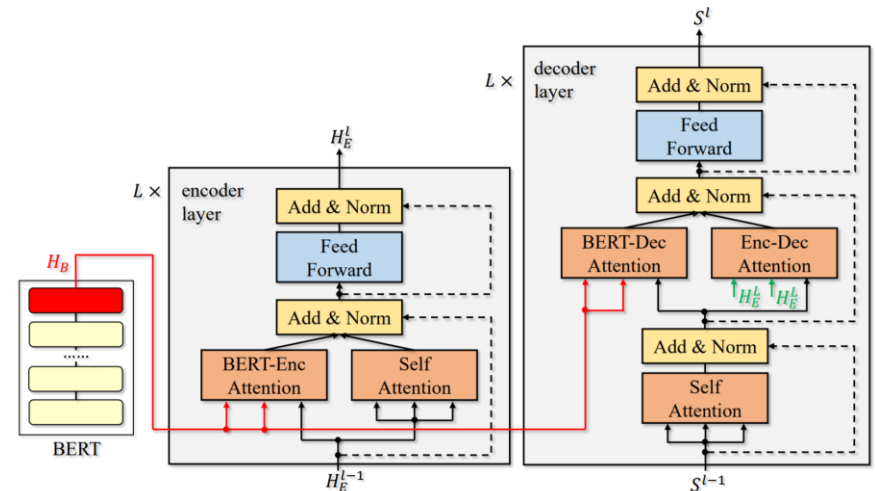 H_B
......
BERT
L ×
encoder
layer
H_E^l
Add & Norm
Feed
Forward
Add & Norm
BERT-Enc
Attention
Self
Attention
H_E^{l-1}
L ×
decoder
layer
S^l
Add & Norm
Feed
Forward
Add & Norm
BERT-Dec
Attention
Enc-Dec
Attention
H_E^L H_E^L
Add & Norm
Self
Attention
S^{l-1}